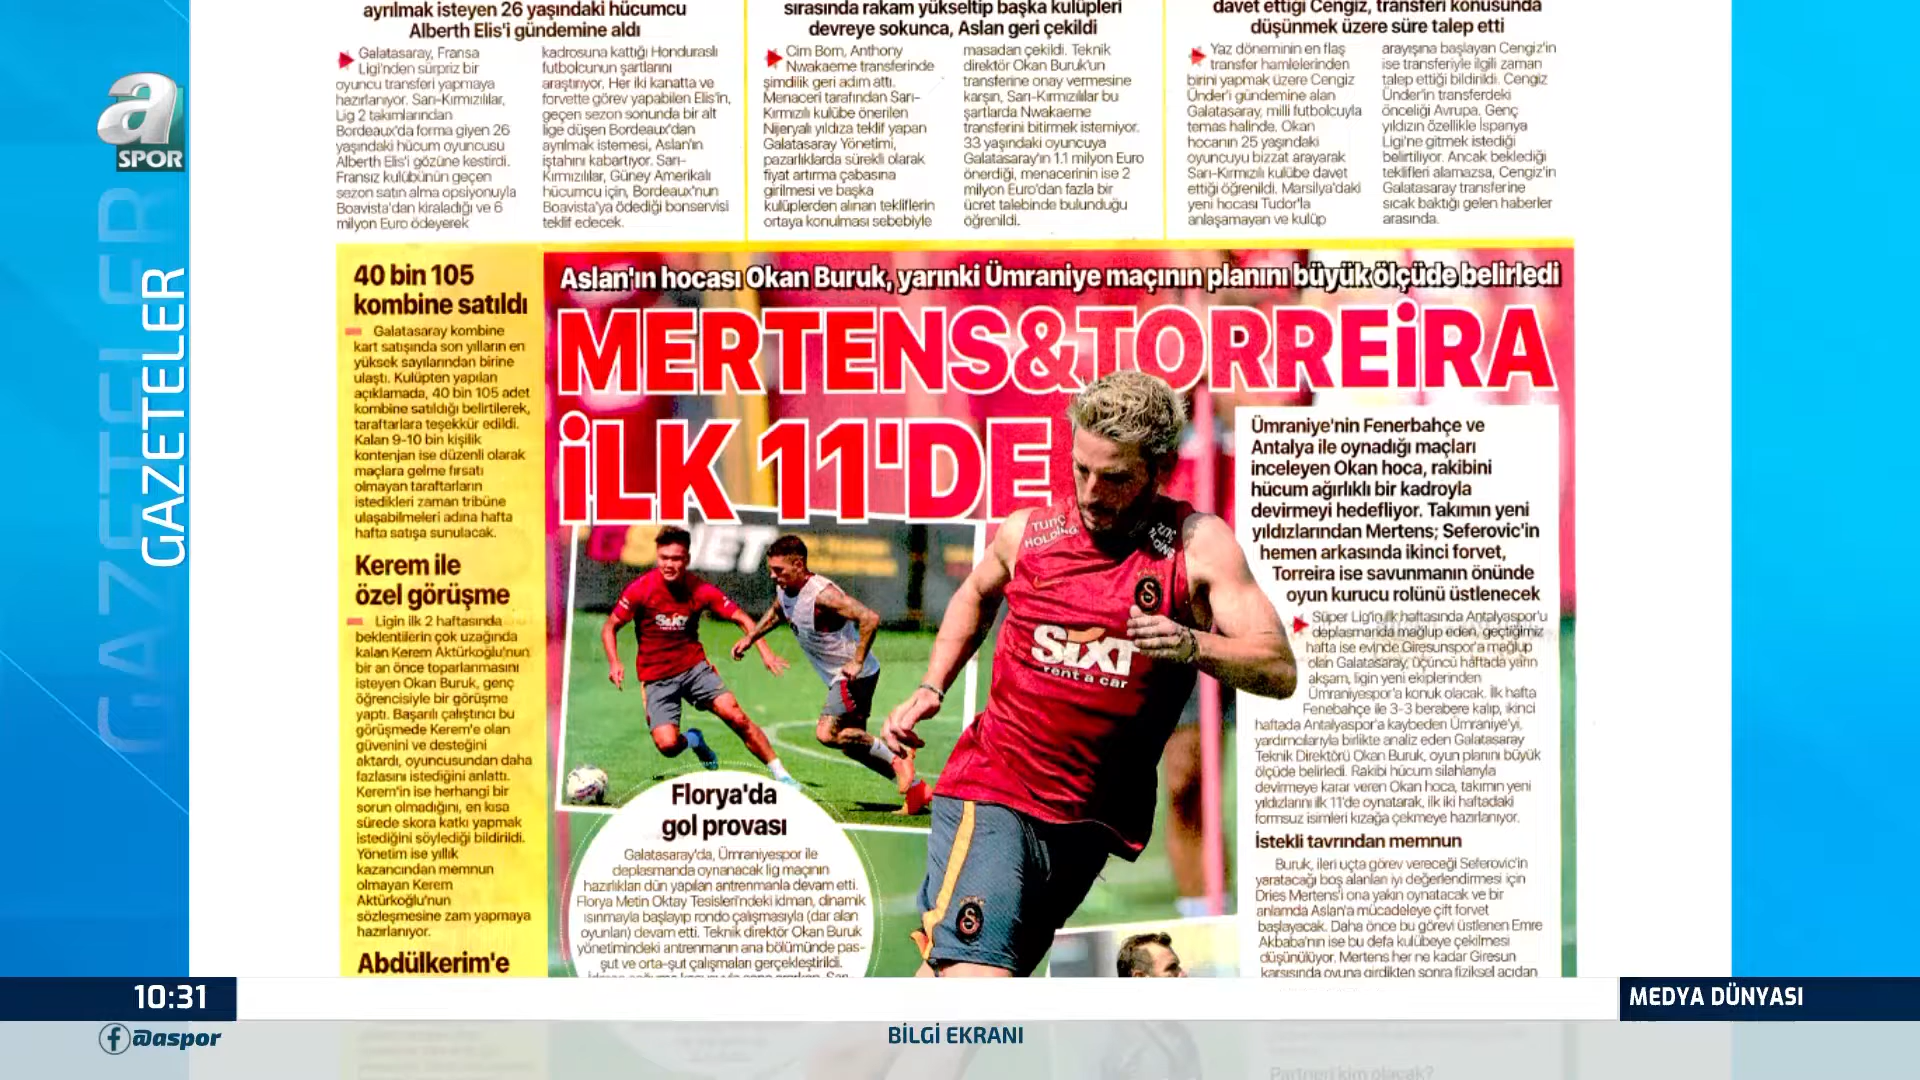 a
SPOR
GAZETELER
GAZETELER
ayrılmak isteyen 26 yaşındaki hücumcu
Alberth Elis'i gündemine aldı
Galatasaray, Fransa
Ligi'nden sürpriz bir
oyuncu transferi yapmaya
hazırlanıyor. Sarı-Kırmızılılar,
Lig 2 takımlarından
Bordeaux'da forma giyen 26
yaşındaki hücum oyuncusu
Alberth Elis'i gözüne kestirdi.
Fransız kulübünün geçen
sezon satın alma opsiyonuyla
Boavista'dan kiraladığı ve 6
milyon Euro ödeyerek
kadrosuna kattığı Honduraslı
futbolcunun şartlarını
araştırıyor. Her iki kanatta ve
forvette görev yapabilen Elis'in,
geçen sezon sonunda bir alt
lige düşen Bordeaux'dan
ayrılmak istemesi, Aslan'ın
iştahını kabartıyor. Sarı-
Kırmızılılar, Güney Amerikalı
hücumcu için, Bordeaux'nun
Boavista'ya ödediği bonservisi
teklif edecek.
sırasında rakam yükseltip başka kulüpleri
devreye sokunca, Aslan geri çekildi
Cim Bom, Anthony
Nwakaeme transferinde
şimdilik geri adım attı.
Menaceri tarafından Sarı-
Kırmızılı kulübe önerilen
Nijeryalı yıldıza teklif yapan
Galatasaray Yönetimi,
pazarlıklarda sürekli olarak
fiyat artırma çabasına
girilmesi ve başka
kulüplerden alınan tekliflerin
ortaya konulması sebebiyle
masadan çekildi. Teknik
direktör Okan Buruk'un
transferine onay vermesine
karşın, Sarı-Kırmızılılar bu
şartlarda Nwakaeme
transferini bitirmek istemiyor.
33 yaşındaki oyuncuya
Galatasaray'ın 1.1 milyon Euro
önerdiği, menacerinin ise 2
milyon Euro'dan fazla bir
ücret talebinde bulunduğu
öğrenildi.
davet ettiği Cengiz, transferi konusunda
düşünmek üzere süre talep etti
Yaz döneminin en flaş
transfer hamlelerinden
birini yapmak üzere Cengiz
Ünder'i gündemine alan
Galatasaray, milli futbolcuyla
temas halinde. Okan
hocanın 25 yaşındaki
oyuncuyu bizzat arayarak
Sarı-Kırmızılı kulübe davet
ettiği öğrenildi. Marsilya'daki
yeni hocası Tudor'la
anlaşamayan ve kulüp
arayışına başlayan Cengiz'in
ise transferiyle ilgili zaman
talep ettiği bildirildi. Cengiz
Ünder'in transferdeki
önceliği Avrupa. Genç
yıldızın özellikle İspanya
Ligi'ne gitmek istediği
belirtiliyor. Ancak beklediği
teklifleri alamazsa, Cengiz'in
Galatasaray transferine
sıcak baktığı gelen haberler
arasında.
40 bin 105
kombine satıldı
Galatasaray kombine
kart satışında son yılların en
yüksek sayılarından birine
ulaştı. Kulüpten yapılan
açıklamada, 40 bin 105 adet
kombine satıldığı belirtilerek,
taraftarlara teşekkür edildi.
Kalan 9-10 bin kişilik
kontenjan ise düzenli olarak
maçlara gelme fırsatı
olmayan taraftarların
istedikleri zaman tribüne
ulaşabilmeleri adına hafta
hafta satışa sunulacak.
Kerem ile
özel görüşme
Ligin ilk 2 haftasında
beklentilerin çok uzağında
kalan Kerem Aktürkoğlu'nun
bir an önce toparlanmasını
isteyen Okan Buruk, genç
öğrencisiyle bir görüşme
yaptı. Başarılı çalıştırıcı bu
görüşmede Kerem'e olan
güvenini ve desteğini
aktardı, oyuncusundan daha
fazlasını istediğini anlattı.
Kerem'in ise herhangi bir
sorun olmadığını, en kısa
sürede skora katkı yapmak
istediğini söylediği bildirildi.
Yönetim ise yıllık
kazancından memnun
olmayan Kerem
Aktürkoğlu'nun
sözleşmesine zam yapmaya
hazırlanıyor.
Abdülkerim'e
Aslan'ın hocası Okan Buruk, yarınki Ümraniye maçının planını büyük ölçüde belirledi
MERTENS&TORREİRA
İLK 11'DE
TUNÇ
HOLDING
SiXT
rent a car
SiXT
Florya'da
gol provası
Galatasaray'da, Ümraniyespor ile
deplasmanda oynanacak lig maçının
hazırlıkları dün yapılan antrenmanla devam etti.
Florya Metin Oktay Tesisleri'ndeki idman, dinamik
ısınmayla başlayıp rondo çalışmasıyla (dar alan
oyunları) devam etti. Teknik direktör Okan Buruk
yönetimindeki antrenmanın ana bölümünde pas-
şut ve orta-şut çalışmaları gerçekleştirildi.
Ümraniye'nin Fenerbahçe ve
Antalya ile oynadığı maçları
inceleyen Okan hoca, rakibini
hücum ağırlıklı bir kadroyla
devirmeyi hedefliyor. Takımın yeni
yıldızlarından Mertens; Seferovic'in
hemen arkasında ikinci forvet,
Torreira ise savunmanın önünde
oyun kurucu rolünü üstlenecek
Süper Lig'in ilk haftasında Antalyaspor'u
deplasmanda mağlup eden, geçtiğimiz
hafta ise evinde Giresunspor'a mağlup
olan Galatasaray, üçüncü haftada yarın
akşam, ligin yeni ekiplerinden
Ümraniyespor'a konuk olacak. İlk hafta
Fenebahçe ile 3-3 berabere kalıp, ikinci
haftada Antalyaspor'a kaybeden Ümraniye'yi,
yardımcılarıyla birlikte analiz eden Galatasaray
Teknik Direktörü Okan Buruk, oyun planını büyük
ölçüde belirledi. Rakibi hücum silahlarıyla
devirmeye karar veren Okan hoca, takımın yeni
yıldızlarını ilk 11'de oynatarak, ilk iki haftadaki
formsuz isimleri kızağa çekmeye hazırlanıyor.
İstekli tavrından memnun
Buruk, ileri uçta görev vereceği Seferovic'in
yaratacağı boş alanları iyi değerlendirmesi için
Dries Mertens'i ona yakın oynatacak ve bir
anlamda Aslan'a mücadeleye çift forvet
başlayacak. Daha önce bu görevi üstlenen Emre
Akbaba'nın ise bu defa kulübeye çekilmesi
düşünülüyor. Mertens her ne kadar Giresun
karşısında oyuna girdikten sonra fiziksel açıdan
10:31
MEDYA DÜNYASI
@aspor
BİLGİ EKRANI
Partneri kim olacak?